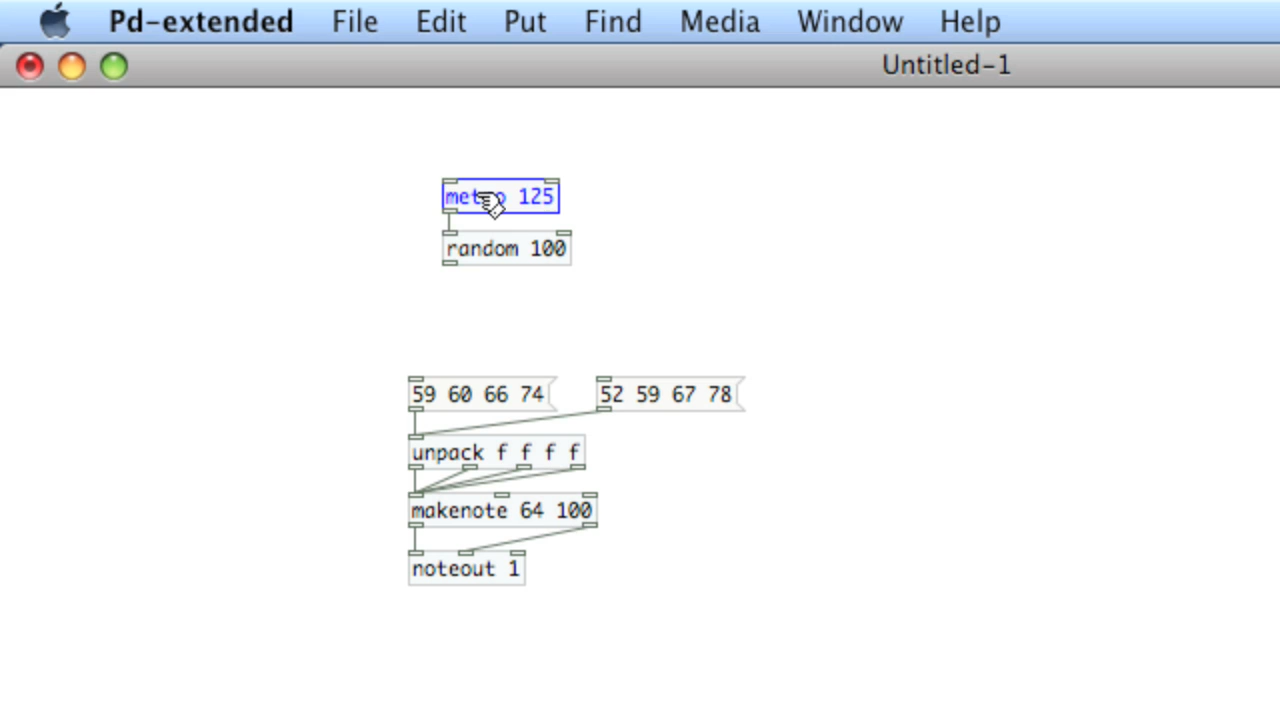 Pd-extended File Edit Put Find Media Window Help
Untitled-1
metro 125
random 100
59 60 66 74 52 59 67 78
unpack f f f f
makenote 64 100
noteout 1